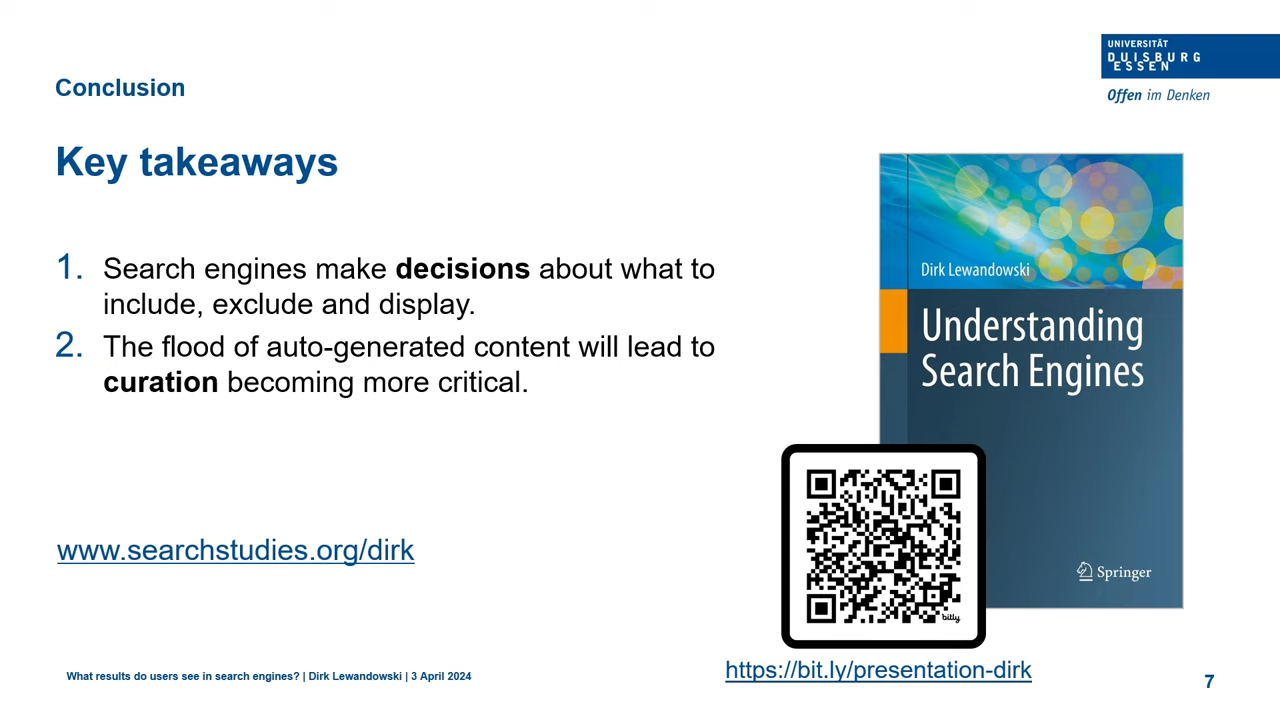 UNIVERSITÄT
DUISBURG
ESSEN
Offen im Denken
Conclusion
Key takeaways
1. Search engines make decisions about what to
include, exclude and display.
2. The flood of auto-generated content will lead to
curation becoming more critical.
www.searchstudies.org/dirk
Dirk Lewandowski
Understanding
Search Engines
Springer
bitly
https://bit.ly/presentation-dirk
What results do users see in search engines? | Dirk Lewandowski | 3 April 2024
7